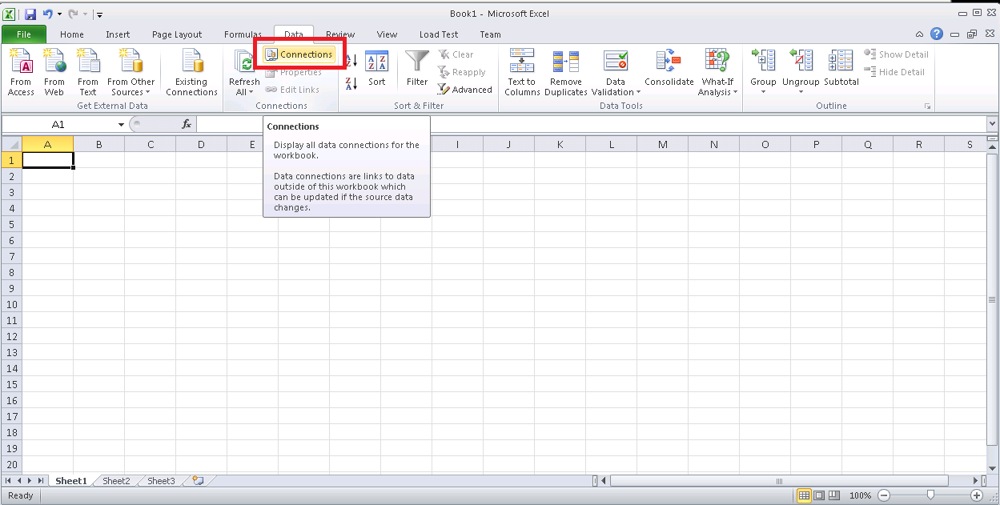 Book1 - Microsoft Excel
File Home Insert Page Layout Formulas Data Review View Load Test Team
Connections
Properties
Edit Links
From Access
From Web
From Text
From Other Sources
Existing Connections
Refresh All
Sort
Filter
Clear
Reapply
Advanced
Text to Columns
Remove Duplicates
Data Validation
Consolidate
What-If Analysis
Group
Ungroup
Subtotal
Show Detail
Hide Detail
Get External Data
Connections
Sort & Filter
Data Tools
Outline
A1
fx
Connections
Display all data connections for the
workbook.
Data connections are links to data
outside of this workbook which
can be updated if the source data
changes.
A B C D E I J K L M N O P Q R S
1
2
3
4
5
6
7
8
9
10
11
12
13
14
15
16
17
18
19
20
Sheet1 Sheet2 Sheet3
Ready
100%